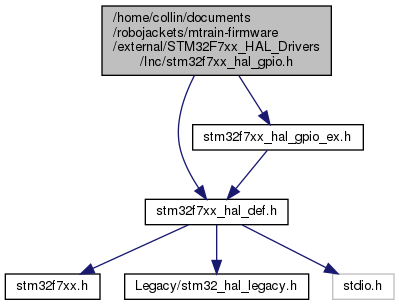 /home/collin/documents
/robojackets/mtrain-firmware
/external/STM32F7xx_HAL_Drivers
/Inc/stm32f7xx_hal_gpio.h
stm32f7xx_hal_gpio_ex.h
stm32f7xx_hal_def.h
stm32f7xx.h
Legacy/stm32_hal_legacy.h
stdio.h